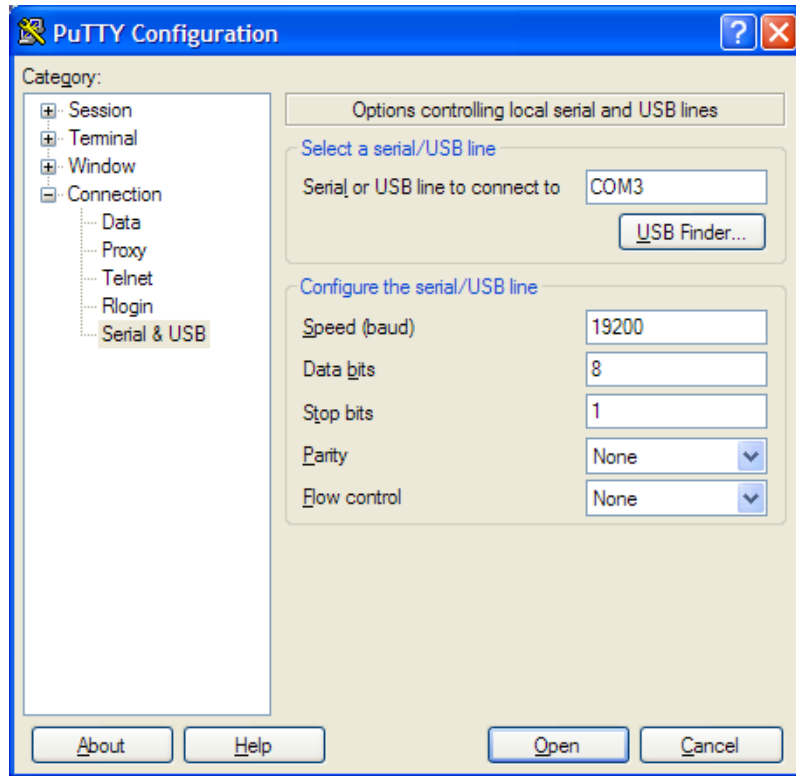 PuTTY Configuration
Category:
Session
Terminal
Window
Connection
Data
Proxy
Telnet
Rlogin
Serial & USB
Options controlling local serial and USB lines
Select a serial/USB line
Serial or USB line to connect to COM3
USB Finder...
Configure the serial/USB line
Speed (baud) 19200
Data bits 8
Stop bits 1
Parity None
Flow control None
About Help Open Cancel